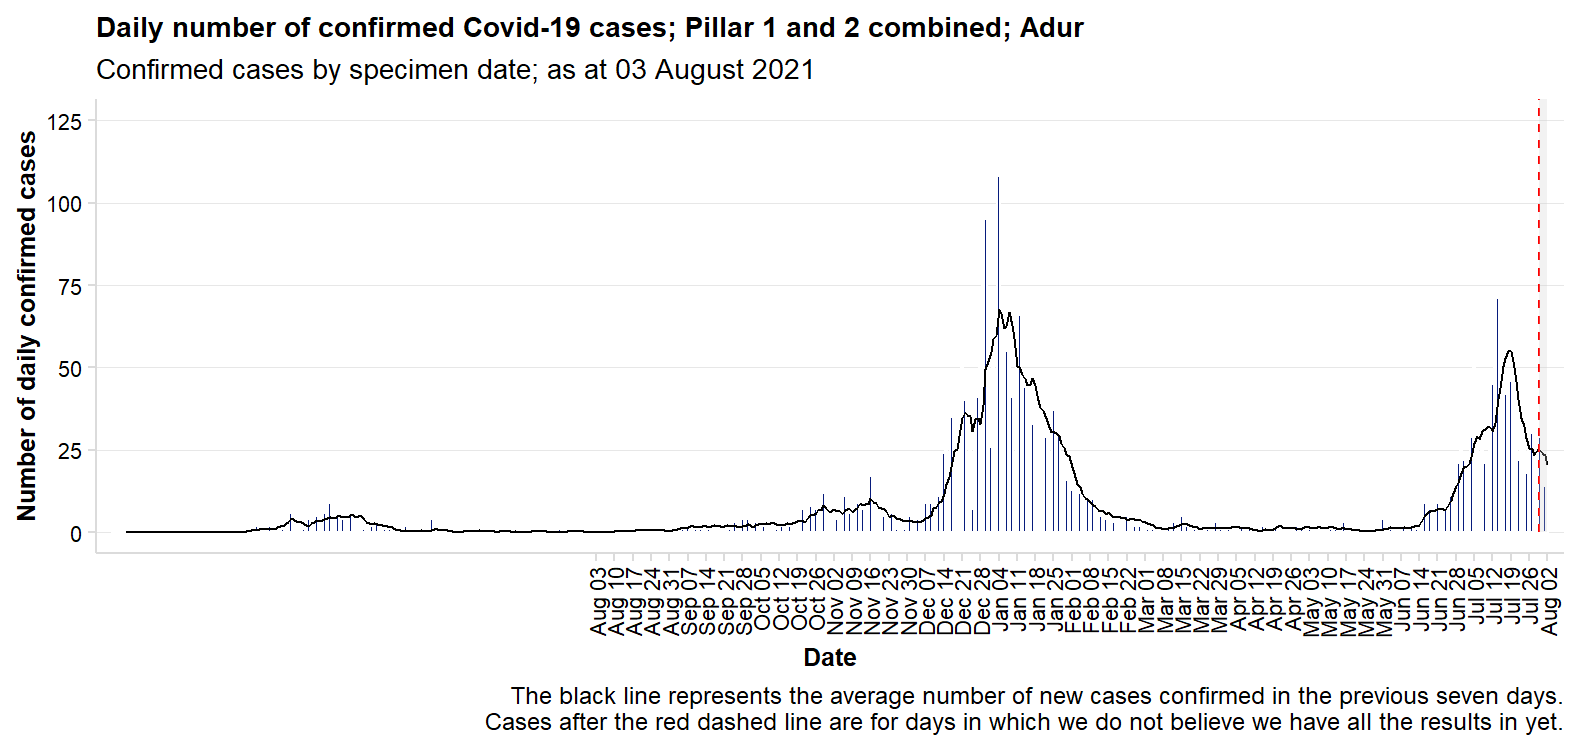 Daily number of confirmed Covid-19 cases; Pillar 1 and 2 combined; Adur
Confirmed cases by specimen date; as at 03 August 2021
Number of daily confirmed cases
125
100
75
50
25
0
Aug 03
Aug 10
Aug 17
Aug 24
Aug 31
Sep 07
Sep 14
Sep 21
Sep 28
Oct 05
Oct 12
Oct 19
Oct 26
Nov 02
Nov 09
Nov 16
Nov 23
Nov 30
Dec 07
Dec 14
Dec 21
Dec 28
Jan 04
Jan 11
Jan 18
Jan 25
Feb 01
Feb 08
Feb 15
Feb 22
Mar 01
Mar 08
Mar 15
Mar 22
Mar 29
Apr 05
Apr 12
Apr 19
Apr 26
May 03
May 10
May 17
May 24
May 31
Jun 07
Jun 14
Jun 21
Jun 28
Jul 05
Jul 12
Jul 19
Jul 26
Aug 02
Date
The black line represents the average number of new cases confirmed in the previous seven days.
Cases after the red dashed line are for days in which we do not believe we have all the results in yet.